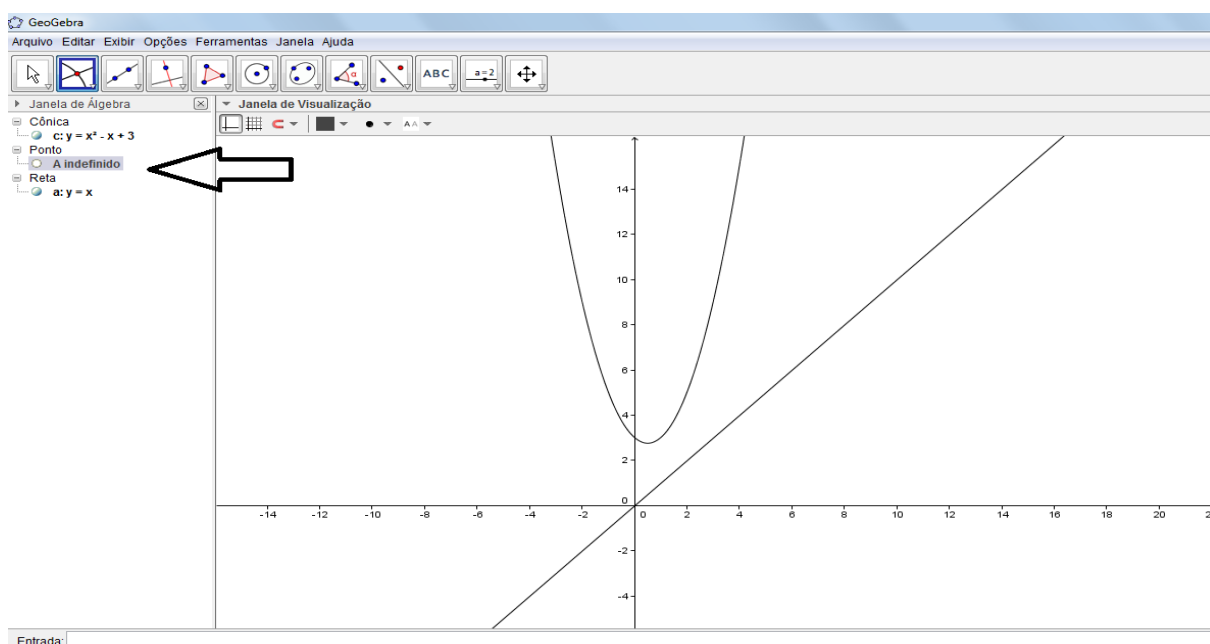 GeoGebra
Arquivo Editar Exibir Opções Ferramentas Janela Ajuda
ABC
a=2
Janela de Álgebra
Janela de Visualização
Cônica
c: y = x² - x + 3
Ponto
A indefinido
Reta
a: y = x
AA
14
12
10
8
6
4
2
0
-14 -12 -10 -8 -6 -4 -2 0 2 4 6 8 10 12 14 16 18 20 2
-2
-4
Entrada: